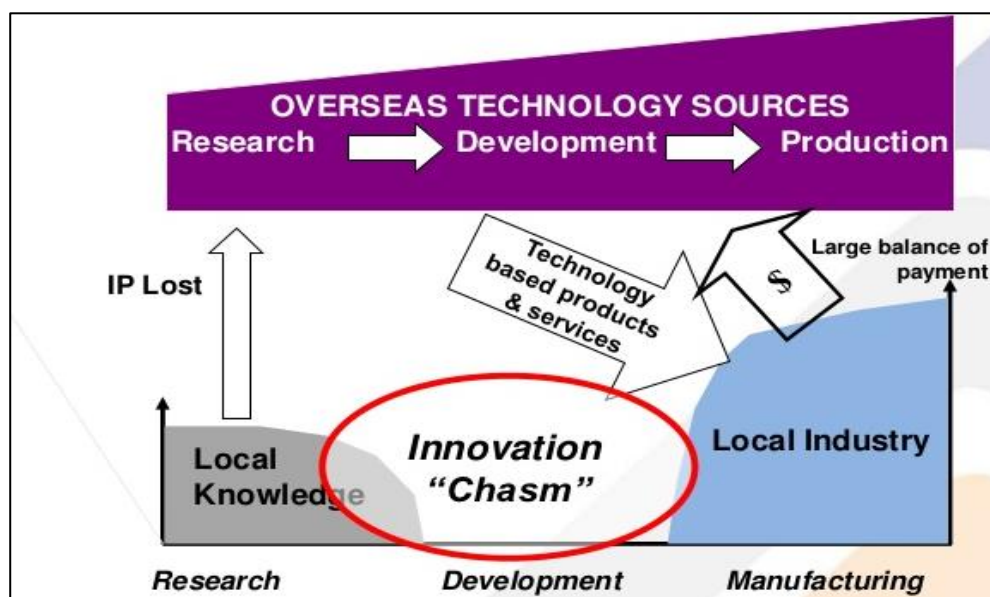 OVERSEAS TECHNOLOGY SOURCES
Research
Development
Production
IP Lost
Technology
based products
& services
$
Large balance of
payment
Local
Knowledge
Innovation
“Chasm”
Local Industry
Research
Development
Manufacturing